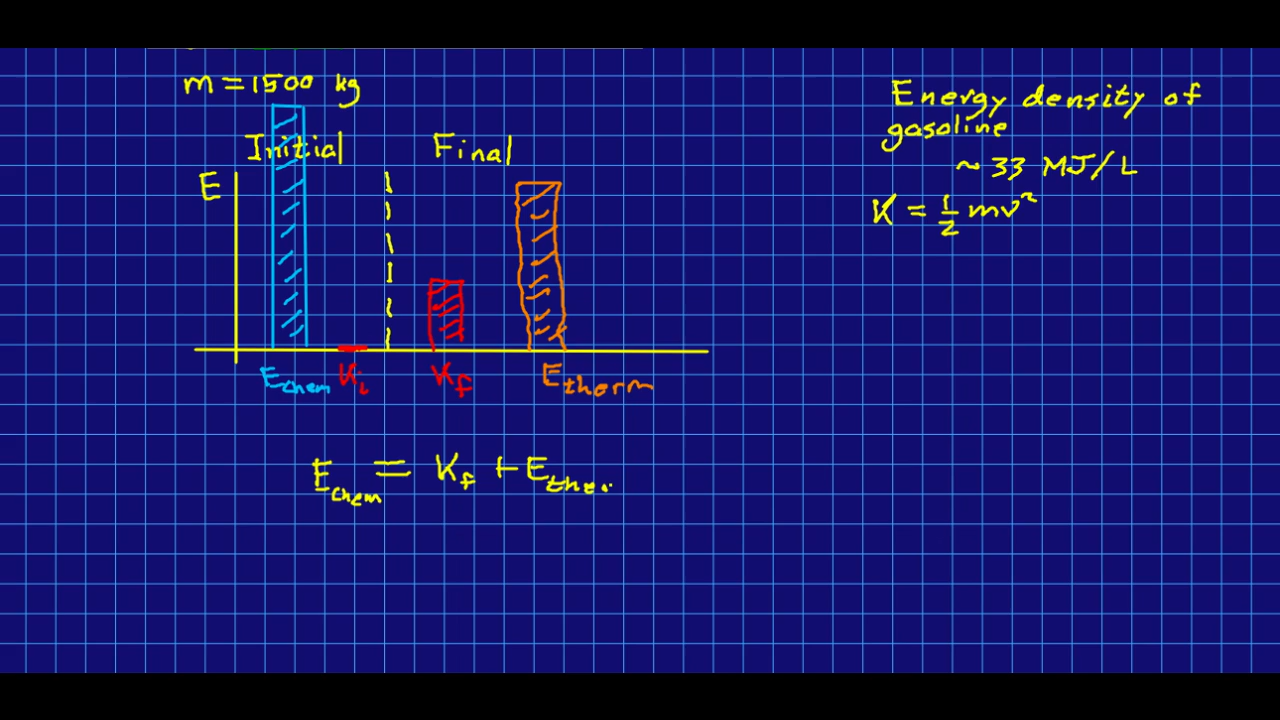 m = 1500 kg
Initial
Final
E
E_chem
K_i
K_f
E_therm
E_chem = K_f + E_ther
Energy density of
gasoline
~ 33 MJ/L
K = 1/2 mv²